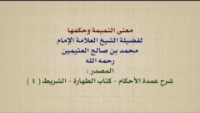 معنى النميمة وحكمها
لفضيلة الشيخ العلامة الإمام
محمد بن صالح العثيمين
رحمه الله
المصدر :
شرح عمدة الأحكام - كتاب الطهارة - الشريط ( ٤ )